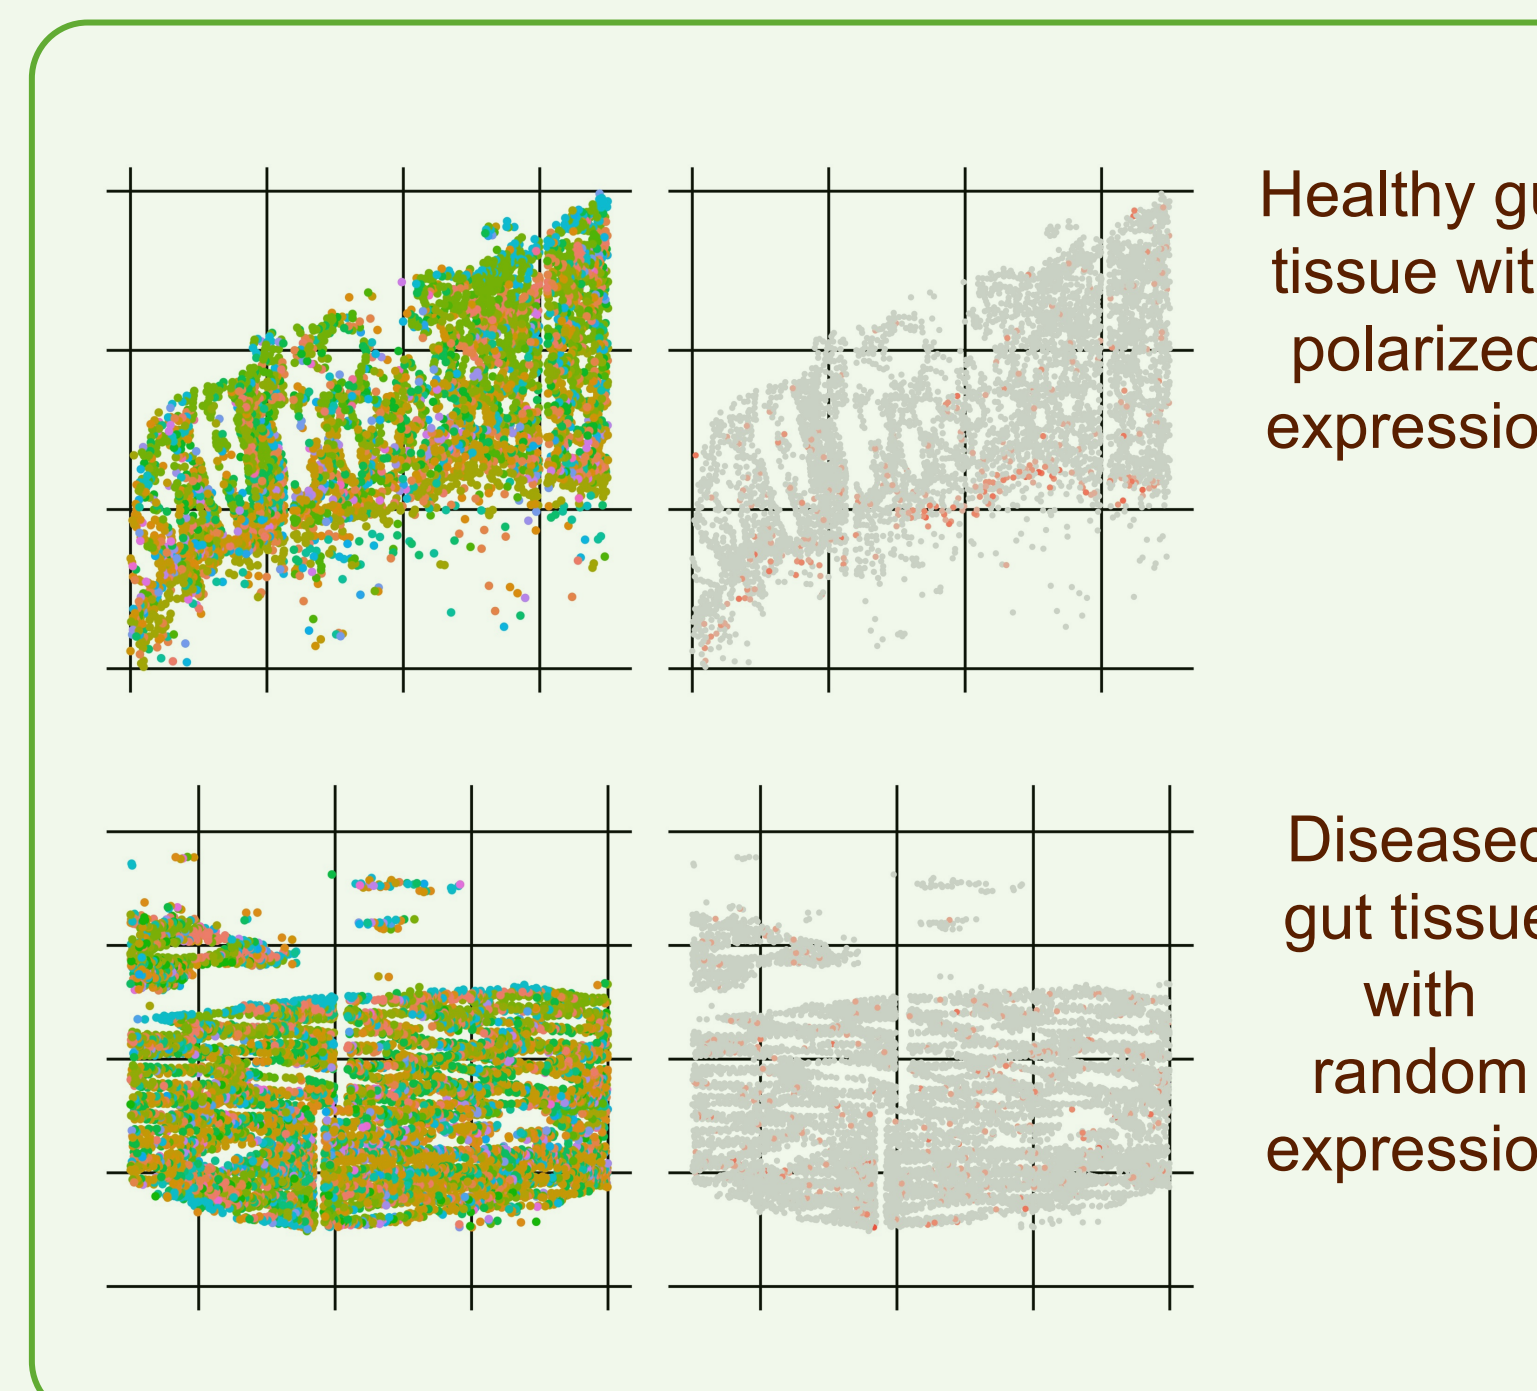 Healthy gu
tissue wit
polarized
expressio
Diseased
gut tissue
with
random
expressio